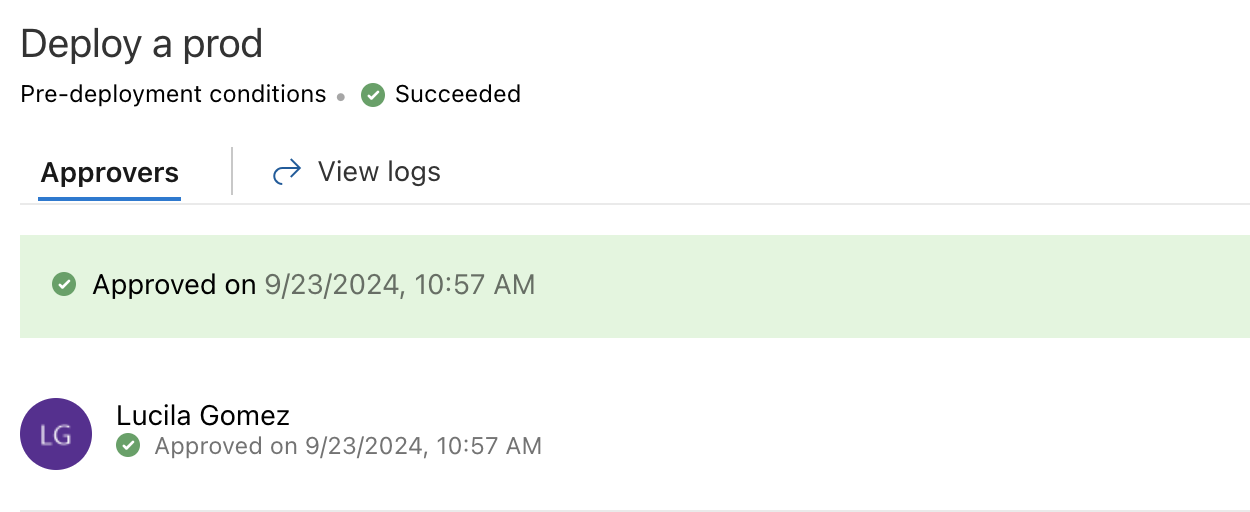 Deploy a prod
Pre-deployment conditions • Succeeded
Approvers
View logs
Approved on 9/23/2024, 10:57 AM
LG
Lucila Gomez
Approved on 9/23/2024, 10:57 AM